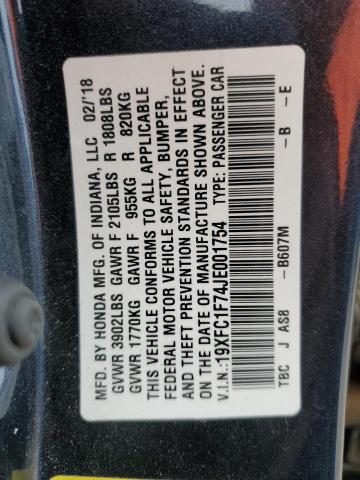 MFD. BY HONDA MFG. OF INDIANA, LLC 02/'18
GVWR 3902LBS GAWR F 2105LBS R 1808LBS
GVWR 1770KG GAWR F 955KG R 820KG
THIS VEHICLE CONFORMS TO ALL APPLICABLE
FEDERAL MOTOR VEHICLE SAFETY, BUMPER,
AND THEFT PREVENTION STANDARDS IN EFFECT
ON THE DATE OF MANUFACTURE SHOWN ABOVE.
V.I.N.: 19XFC1F74JE001754 TYPE: PASSENGER CAR
TBC J AS8 -B607M -B -E